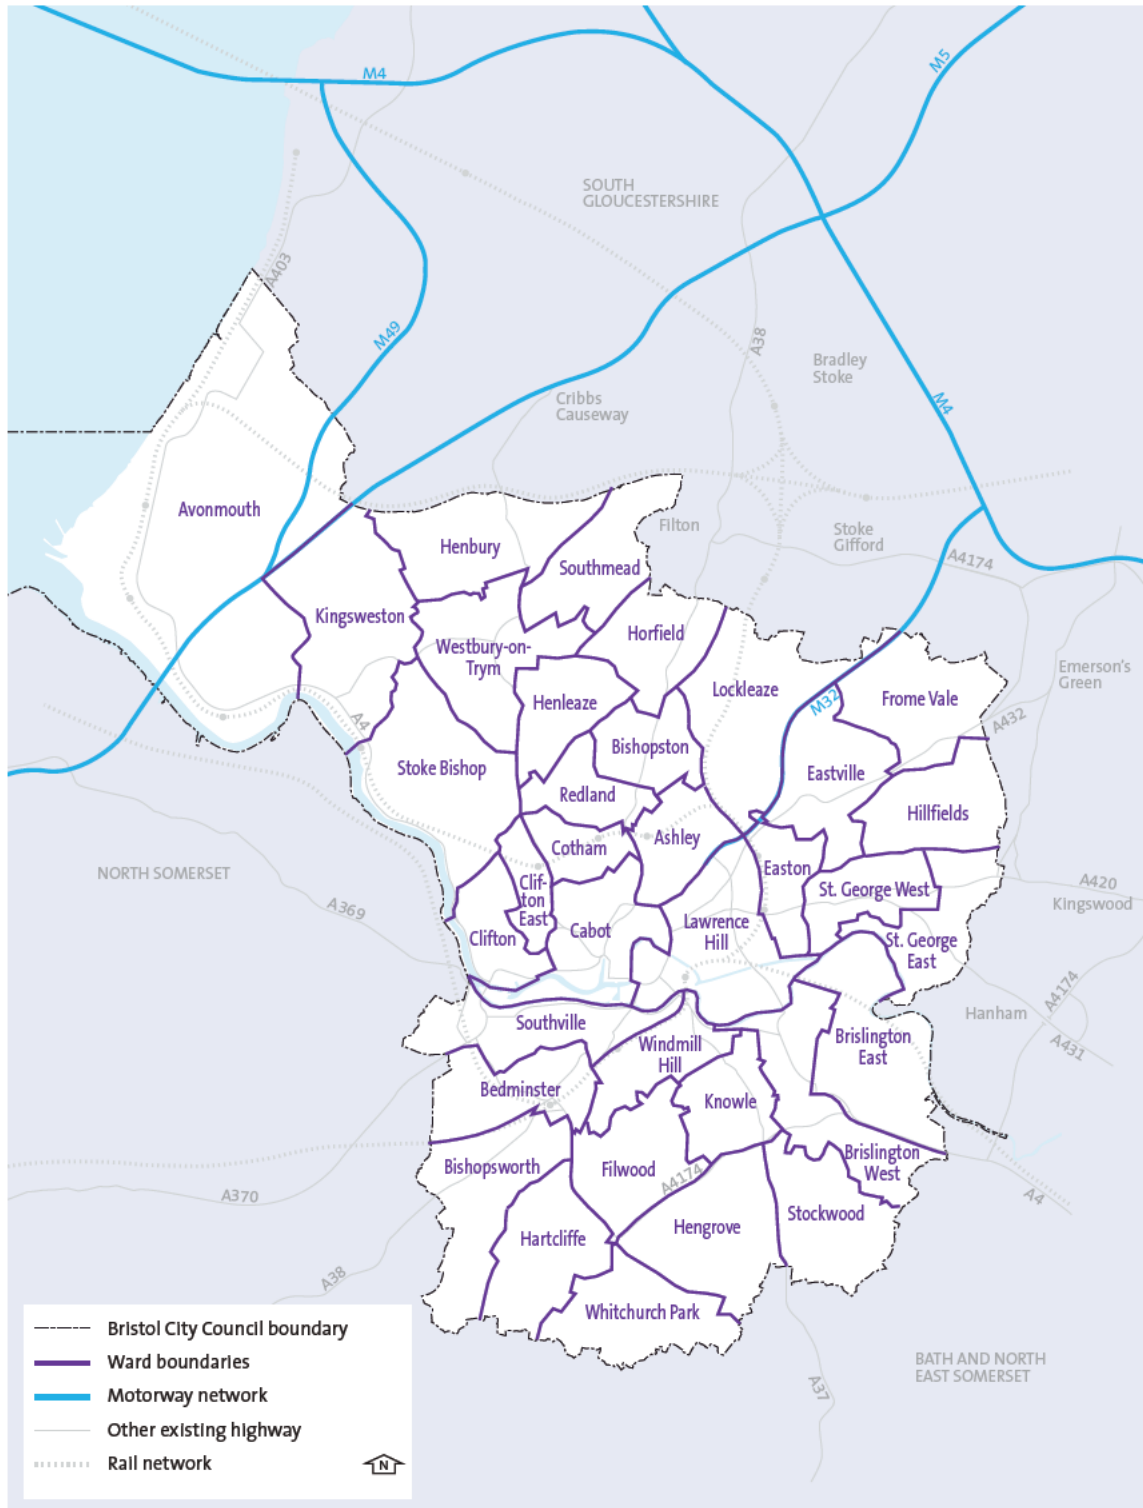 M4
M5
SOUTH
GLOUCESTERSHIRE
A403
M49
A38
Bradley
Stoke
Cribbs
Causeway
M4
Avonmouth
Filton
Stoke
Gifford
Henbury
Southmead
A4174
Kingsweston
Horfield
Westbury-on-
Trym
Emerson's
Green
Henleaze
Lockleaze
Frome Vale
M32
A4
A432
Bishopston
Stoke Bishop
Eastville
Redland
Hillfields
Ashley
Cotham
NORTH SOMERSET
Easton
Clif-
ton
East
St. George West
A420
Kingswood
A369
Cabot
Lawrence
Hill
Clifton
St. George
East
A4174
Hanham
Southville
Brislington
East
A431
Windmill
Hill
Bedminster
Knowle
Bishopsworth
Filwood
A4174
Brislington
West
A370
A4
Stockwood
Hengrove
Hartcliffe
A38
Whitchurch Park
BATH AND NORTH
EAST SOMERSET
A37
Bristol City Council boundary
Ward boundaries
Motorway network
Other existing highway
Rail network
N